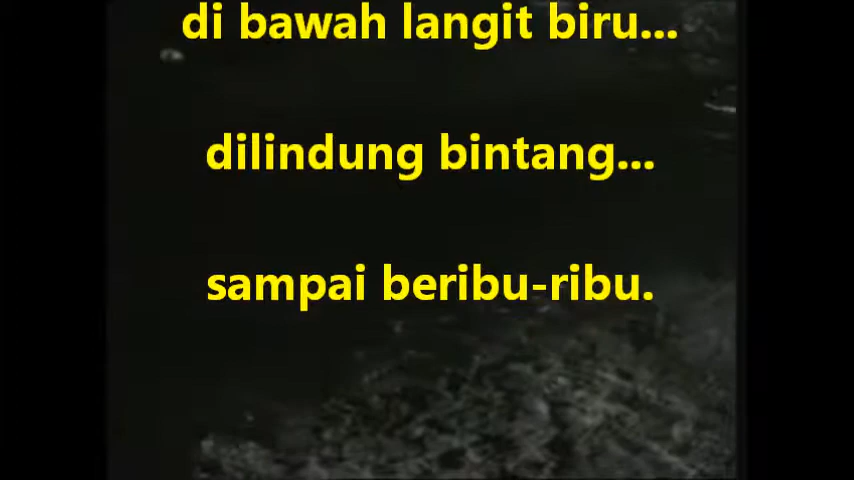 di bawah langit biru...
dilindung bintang...
sampai beribu-ribu.